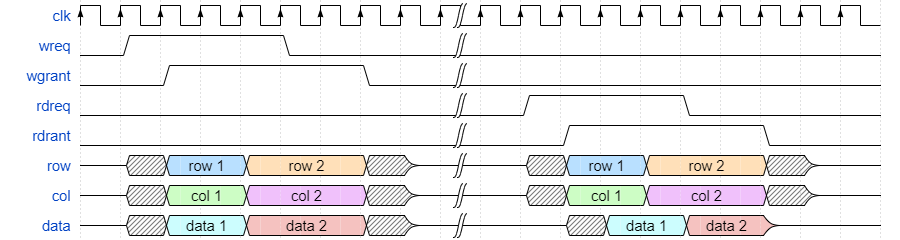 clk
wreq
wgrant
rdreq
rdrant
row row 1 row 2 row 1 row 2
col col 1 col 2 col 1 col 2
data data 1 data 2 data 1 data 2